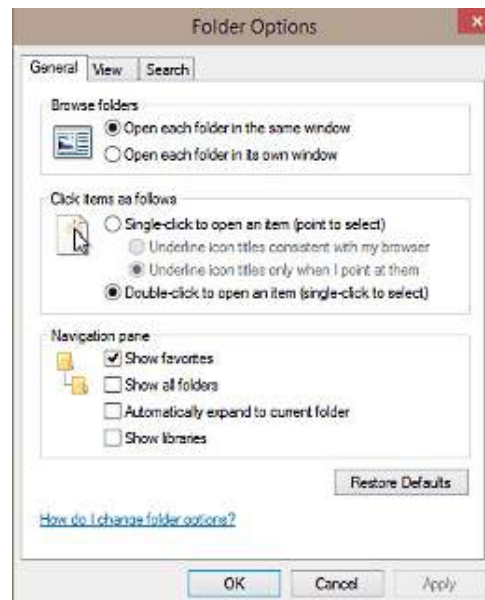 Folder Options
General View Search
Browse folders
Open each folder in the same window
Open each folder in its own window
Click items as follows
Single-click to open an item (point to select)
Underline icon titles consistent with my browser
Underline icon titles only when I point at them
Double-click to open an item (single-click to select)
Navigation pane
Show favorites
Show all folders
Automatically expand to current folder
Show libraries
Restore Defaults
How do I change folder options?
OK Cancel Apply